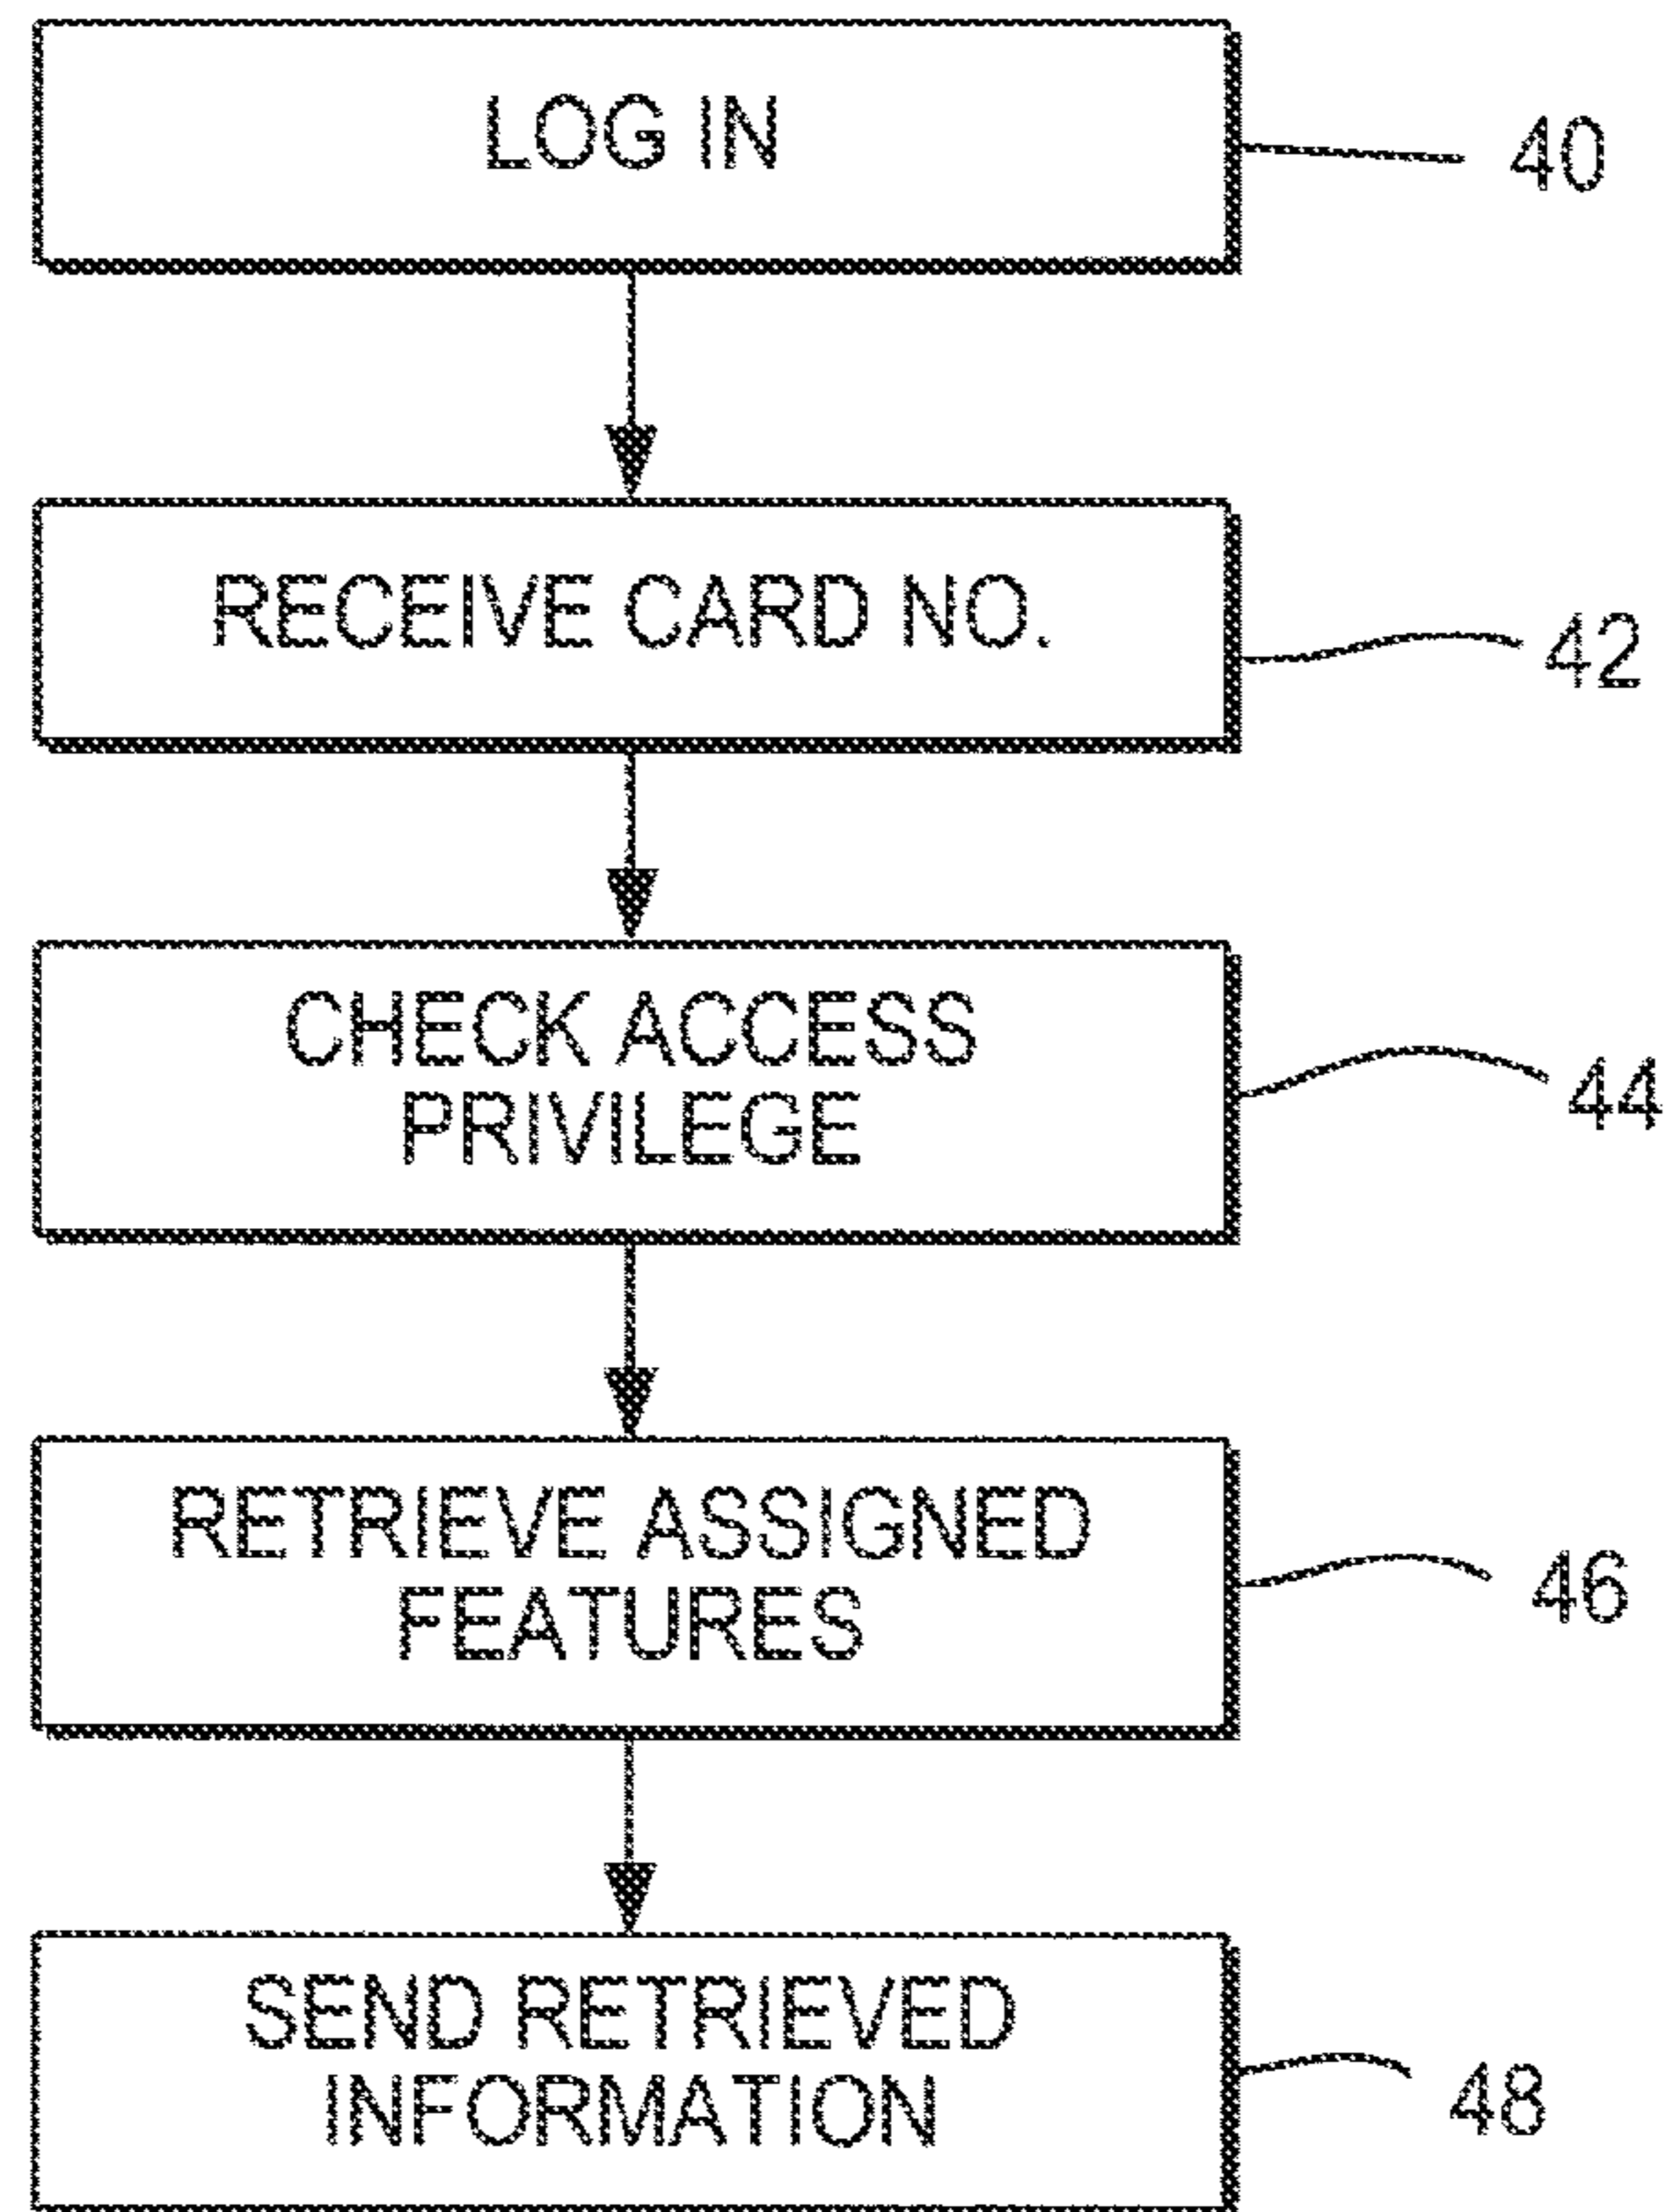 LOG IN
40
RECEIVE CARD NO.
42
CHECK ACCESS
PRIVILEGE
44
RETRIEVE ASSIGNED
FEATURES
46
SEND RETRIEVED
INFORMATION
48